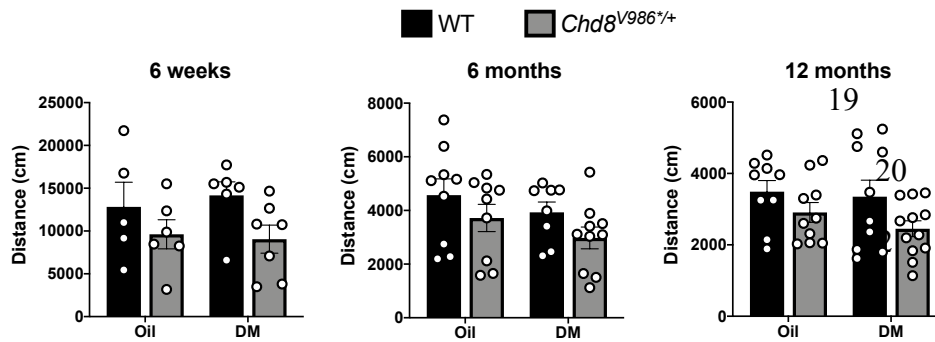 WT Chd8V986*/+
6 weeks
6 months
12 months
19
20
2
Distance (cm)
25000
20000
15000
10000
5000
0
Oil DM
Distance (cm)
8000
6000
4000
2000
0
Oil DM
Distance (cm)
6000
4000
2000
0
Oil DM